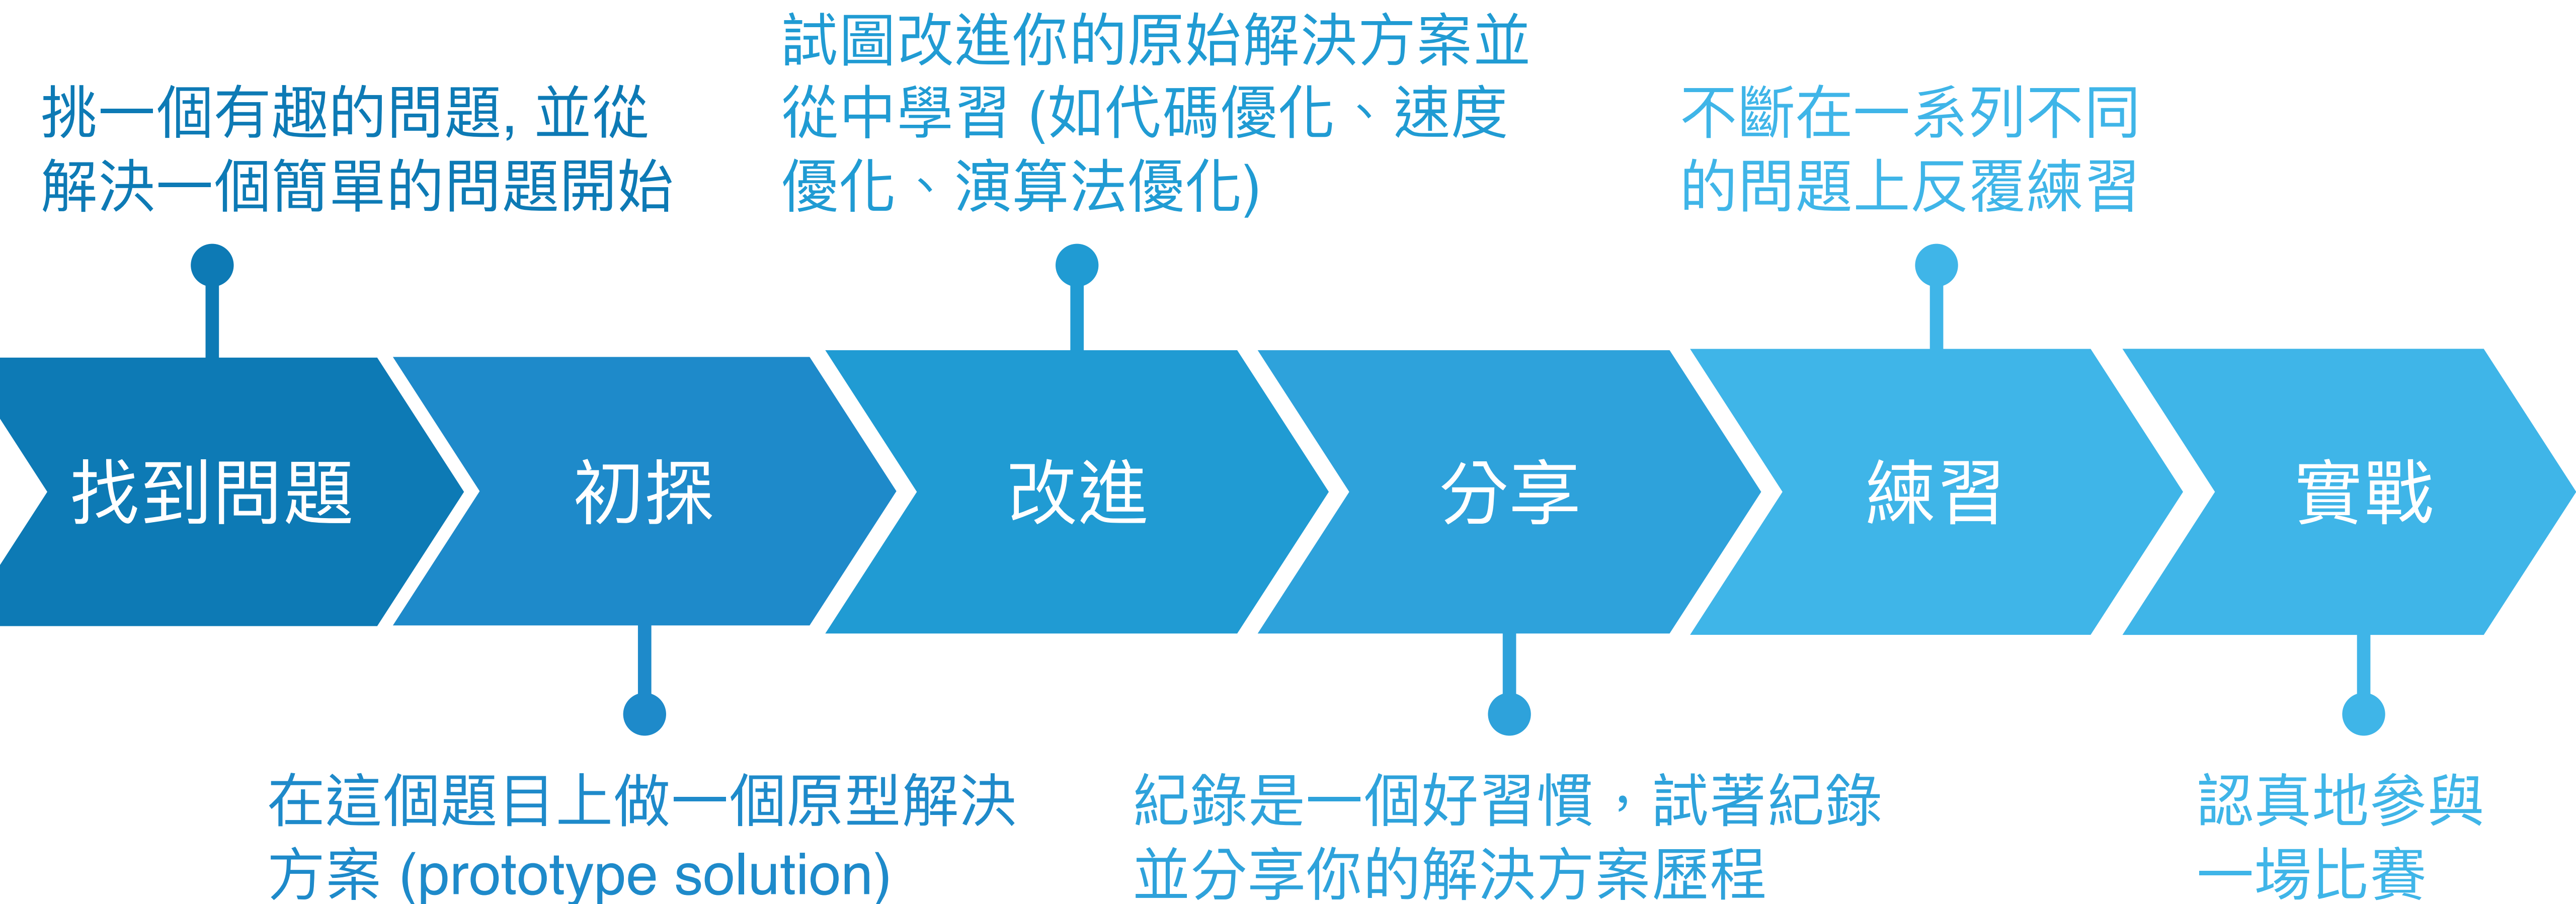 試圖改進你的原始解決方案並
從中學習 (如代碼優化、速度
優化、演算法優化)
挑一個有趣的問題, 並從
解決一個簡單的問題開始
不斷在一系列不同
的問題上反覆練習
找到問題
初探
改進
分享
練習
實戰
在這個題目上做一個原型解決
方案 (prototype solution)
紀錄是一個好習慣，試著紀錄
並分享你的解決方案歷程
認真地參與
一場比賽